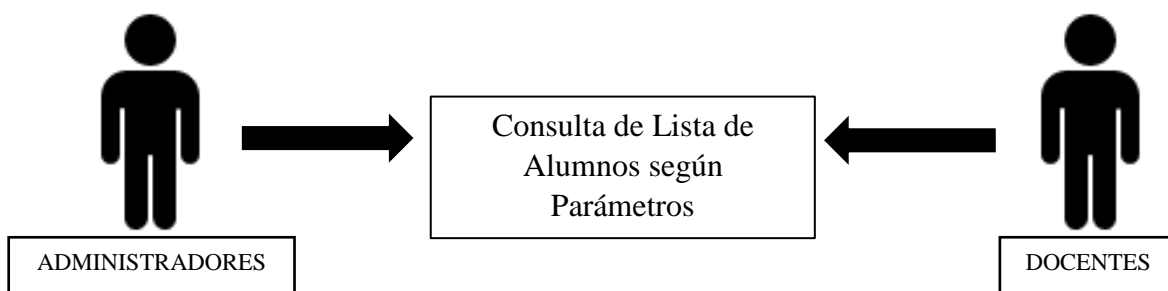 Consulta de Lista de
Alumnos según
Parámetros
ADMINISTRADORES
DOCENTES